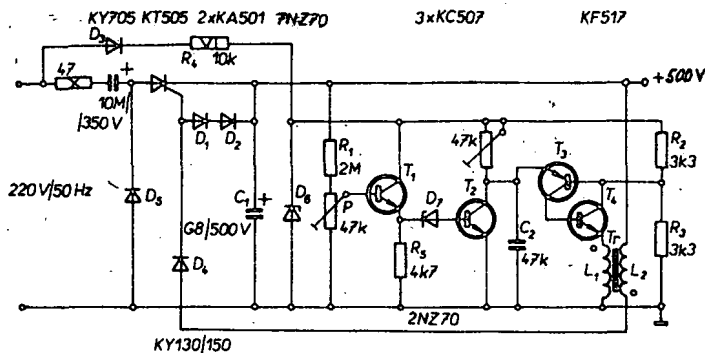 KY705 KT505 2xKA501 7NZ70 3xKC507 KF517
D3
R4 10k
47
10M/
/350V
+
+500V
D1 D2
R1
2M
T1
47k
T2
T3
R2
3k3
220V/50Hz
D5
C1
+
D6
P
47k
D7
T4
G8/500V
R5
4k7
C2
47k
Tr
R3
3k3
D4
L1
L2
2NZ70
KY130/150